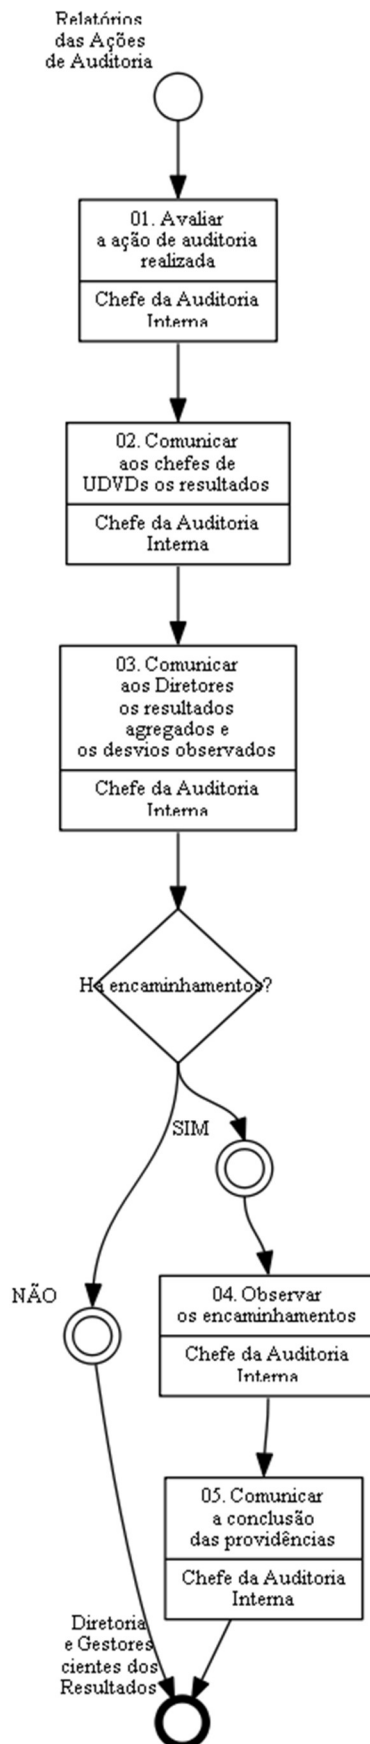 Relatórios
das Ações
de Auditoria
01. Avaliar
a ação de auditoria
realizada
Chefe da Auditoria
Interna
02. Comunicar
aos chefes de
UDVDs os resultados
Chefe da Auditoria
Interna
03. Comunicar
aos Diretores
os resultados
agregados e
os desvios observados
Chefe da Auditoria
Interna
Há encaminhamentos?
SIM
NÃO
04. Observar
os encaminhamentos
Chefe da Auditoria
Interna
05. Comunicar
a conclusão
das providências
Chefe da Auditoria
Interna
Diretoria
e Gestores
cientes dos
Resultados